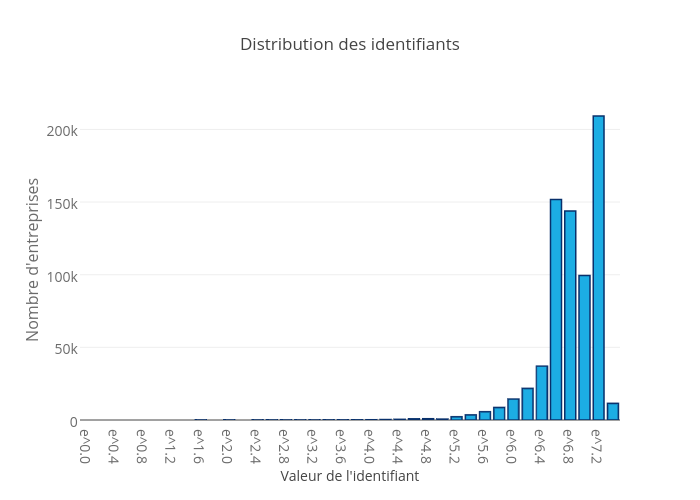 Distribution des identifiants
Nombre d'entreprises
200k
150k
100k
50k
0
e^0.0
e^0.4
e^0.8
e^1.2
e^1.6
e^2.0
e^2.4
e^2.8
e^3.2
e^3.6
e^4.0
e^4.4
e^4.8
e^5.2
e^5.6
e^6.0
e^6.4
e^6.8
e^7.2
Valeur de l'identifiant